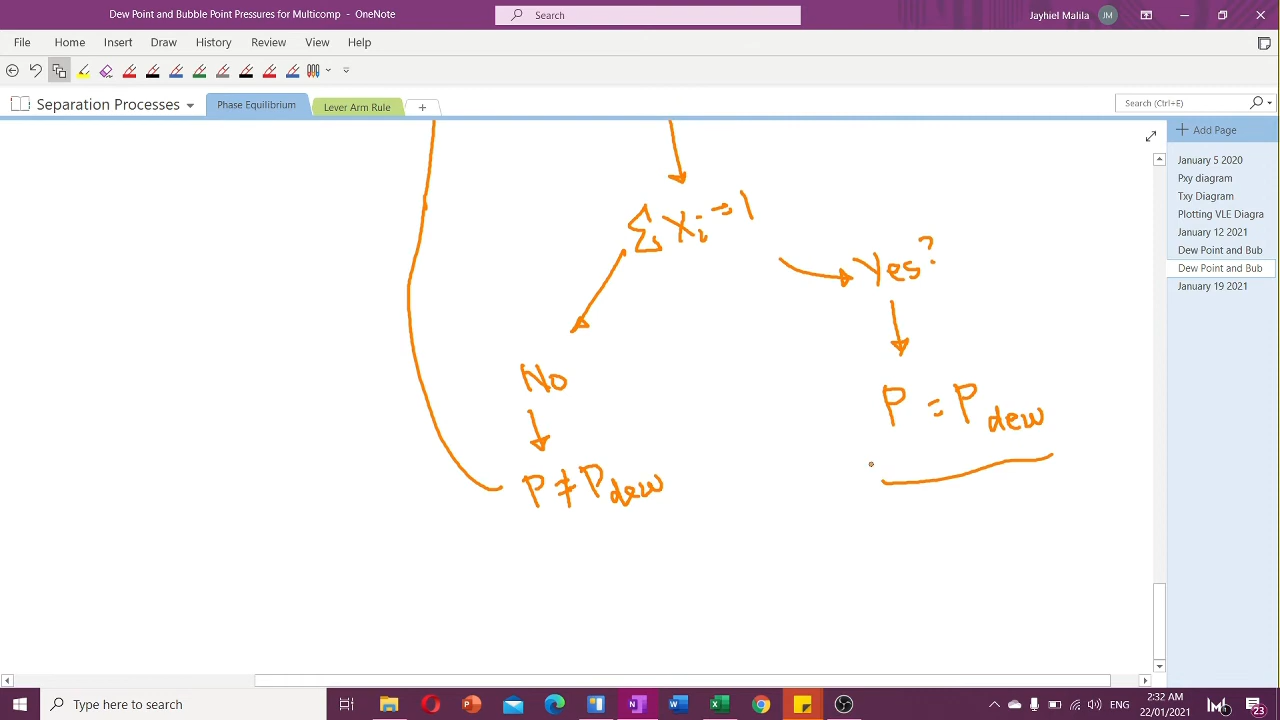 Dew Point and Bubble Point Pressures for Multicomp - OneNote
Search
Jayhiel Malila
JM
File Home Insert Draw History Review View Help
Separation Processes
Phase Equilibrium
Lever Arm Rule
+
Search (Ctrl+E)
+ Add Page
January 5 2020
Pxy diagram
Txy Diagram
Plotting VLE Diagra
January 12 2021
Dew Point and Bub
Dew Point and Bub
January 19 2021
Σ Xi = 1
Yes?
No
P = P dew
P ≠ P dew
Type here to search
2:32 AM
22/01/2021
23